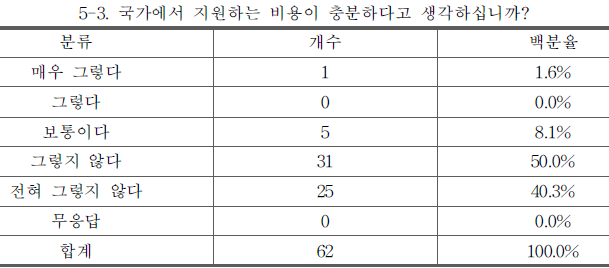 5-3. 국가에서 지원하는 비용이 충분하다고 생각하십니까?
분류 개수 백분율
매우 그렇다 1 1.6%
그렇다 0 0.0%
보통이다 5 8.1%
그렇지 않다 31 50.0%
전혀 그렇지 않다 25 40.3%
무응답 0 0.0%
합계 62 100.0%